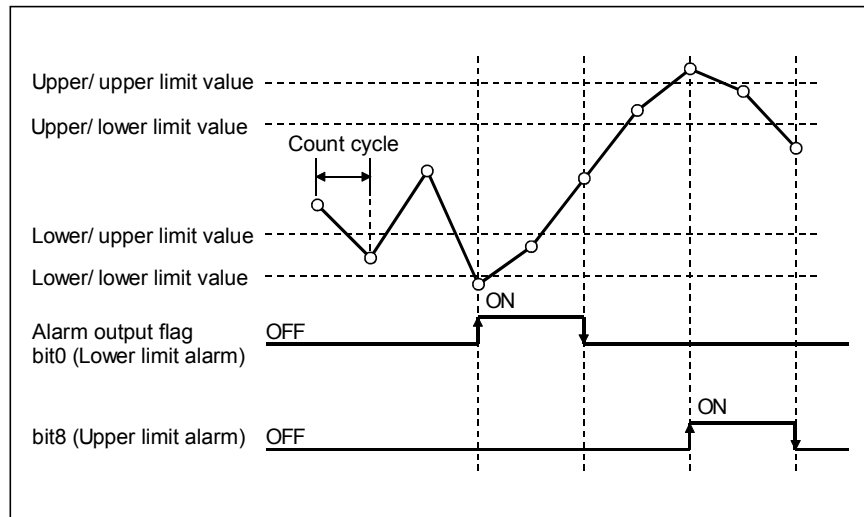 Upper/ upper limit value
Upper/ lower limit value
Count cycle
Lower/ upper limit value
Lower/ lower limit value
ON
Alarm output flag
bit0 (Lower limit alarm)
OFF
ON
bit8 (Upper limit alarm)
OFF